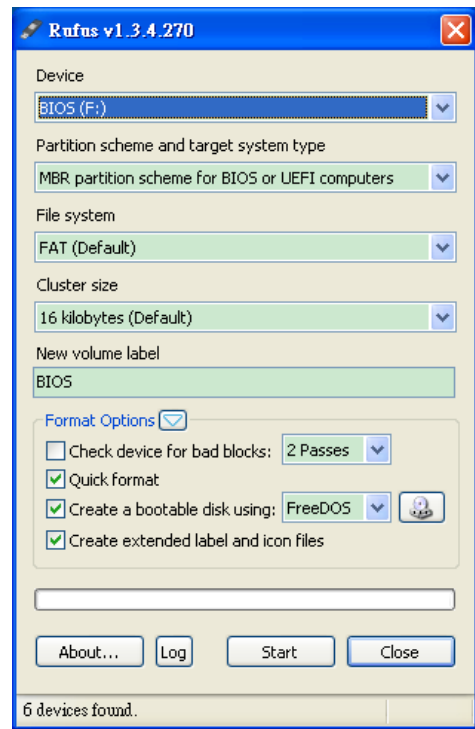 Rufus v1.3.4.270
Device
BIOS (F:)
Partition scheme and target system type
MBR partition scheme for BIOS or UEFI computers
File system
FAT (Default)
Cluster size
16 kilobytes (Default)
New volume label
BIOS
Format Options
Check device for bad blocks: 2 Passes
Quick format
Create a bootable disk using: FreeDOS
Create extended label and icon files
About... Log Start Close
6 devices found.